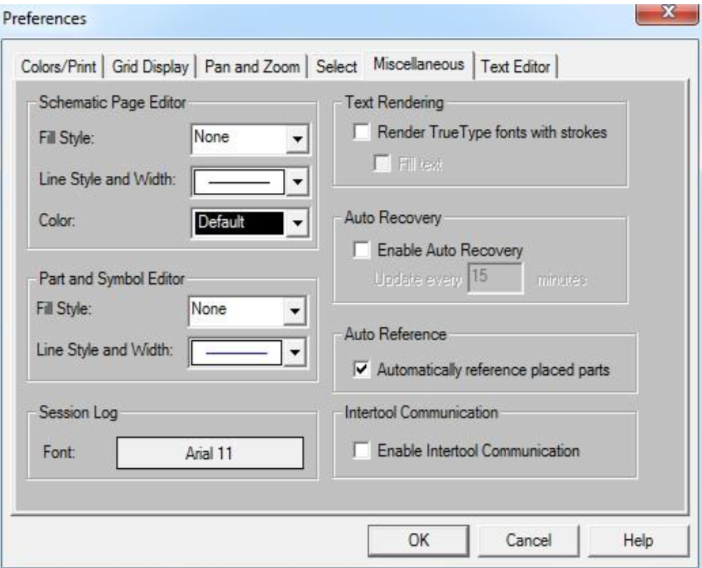 Preferences
Colors/Print Grid Display Pan and Zoom Select Miscellaneous Text Editor
Schematic Page Editor
Fill Style: None
Line Style and Width:
Color: Default
Part and Symbol Editor
Fill Style: None
Line Style and Width:
Session Log
Font: Arial 11
Text Rendering
Render TrueType fonts with strokes
Fill text
Auto Recovery
Enable Auto Recovery
Update every 15 minutes
Auto Reference
Automatically reference placed parts
Intertool Communication
Enable Intertool Communication
OK Cancel Help